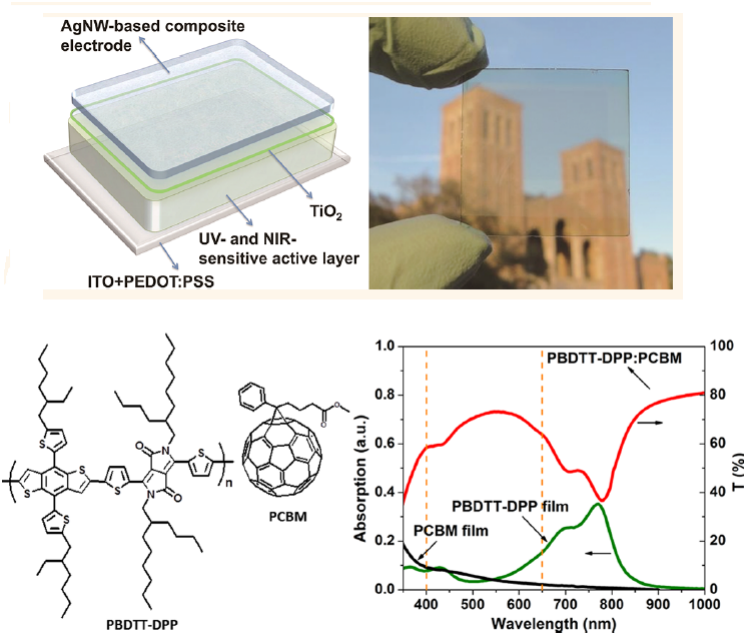 AgNW-based composite
electrode
TiO2
UV- and NIR-
sensitive active layer
ITO+PEDOT:PSS
S
S
S
S
S
S
O
N
N
O
S
n
PBDTT-DPP
O
O
PCBM
Absorption (a.u.)
1.0
0.8
0.6
0.4
0.2
0.0
100
80
60
40
20
0
T (%)
PBDTT-DPP:PCBM
PBDTT-DPP film
PCBM film
400 500 600 700 800 900 1000
Wavelength (nm)